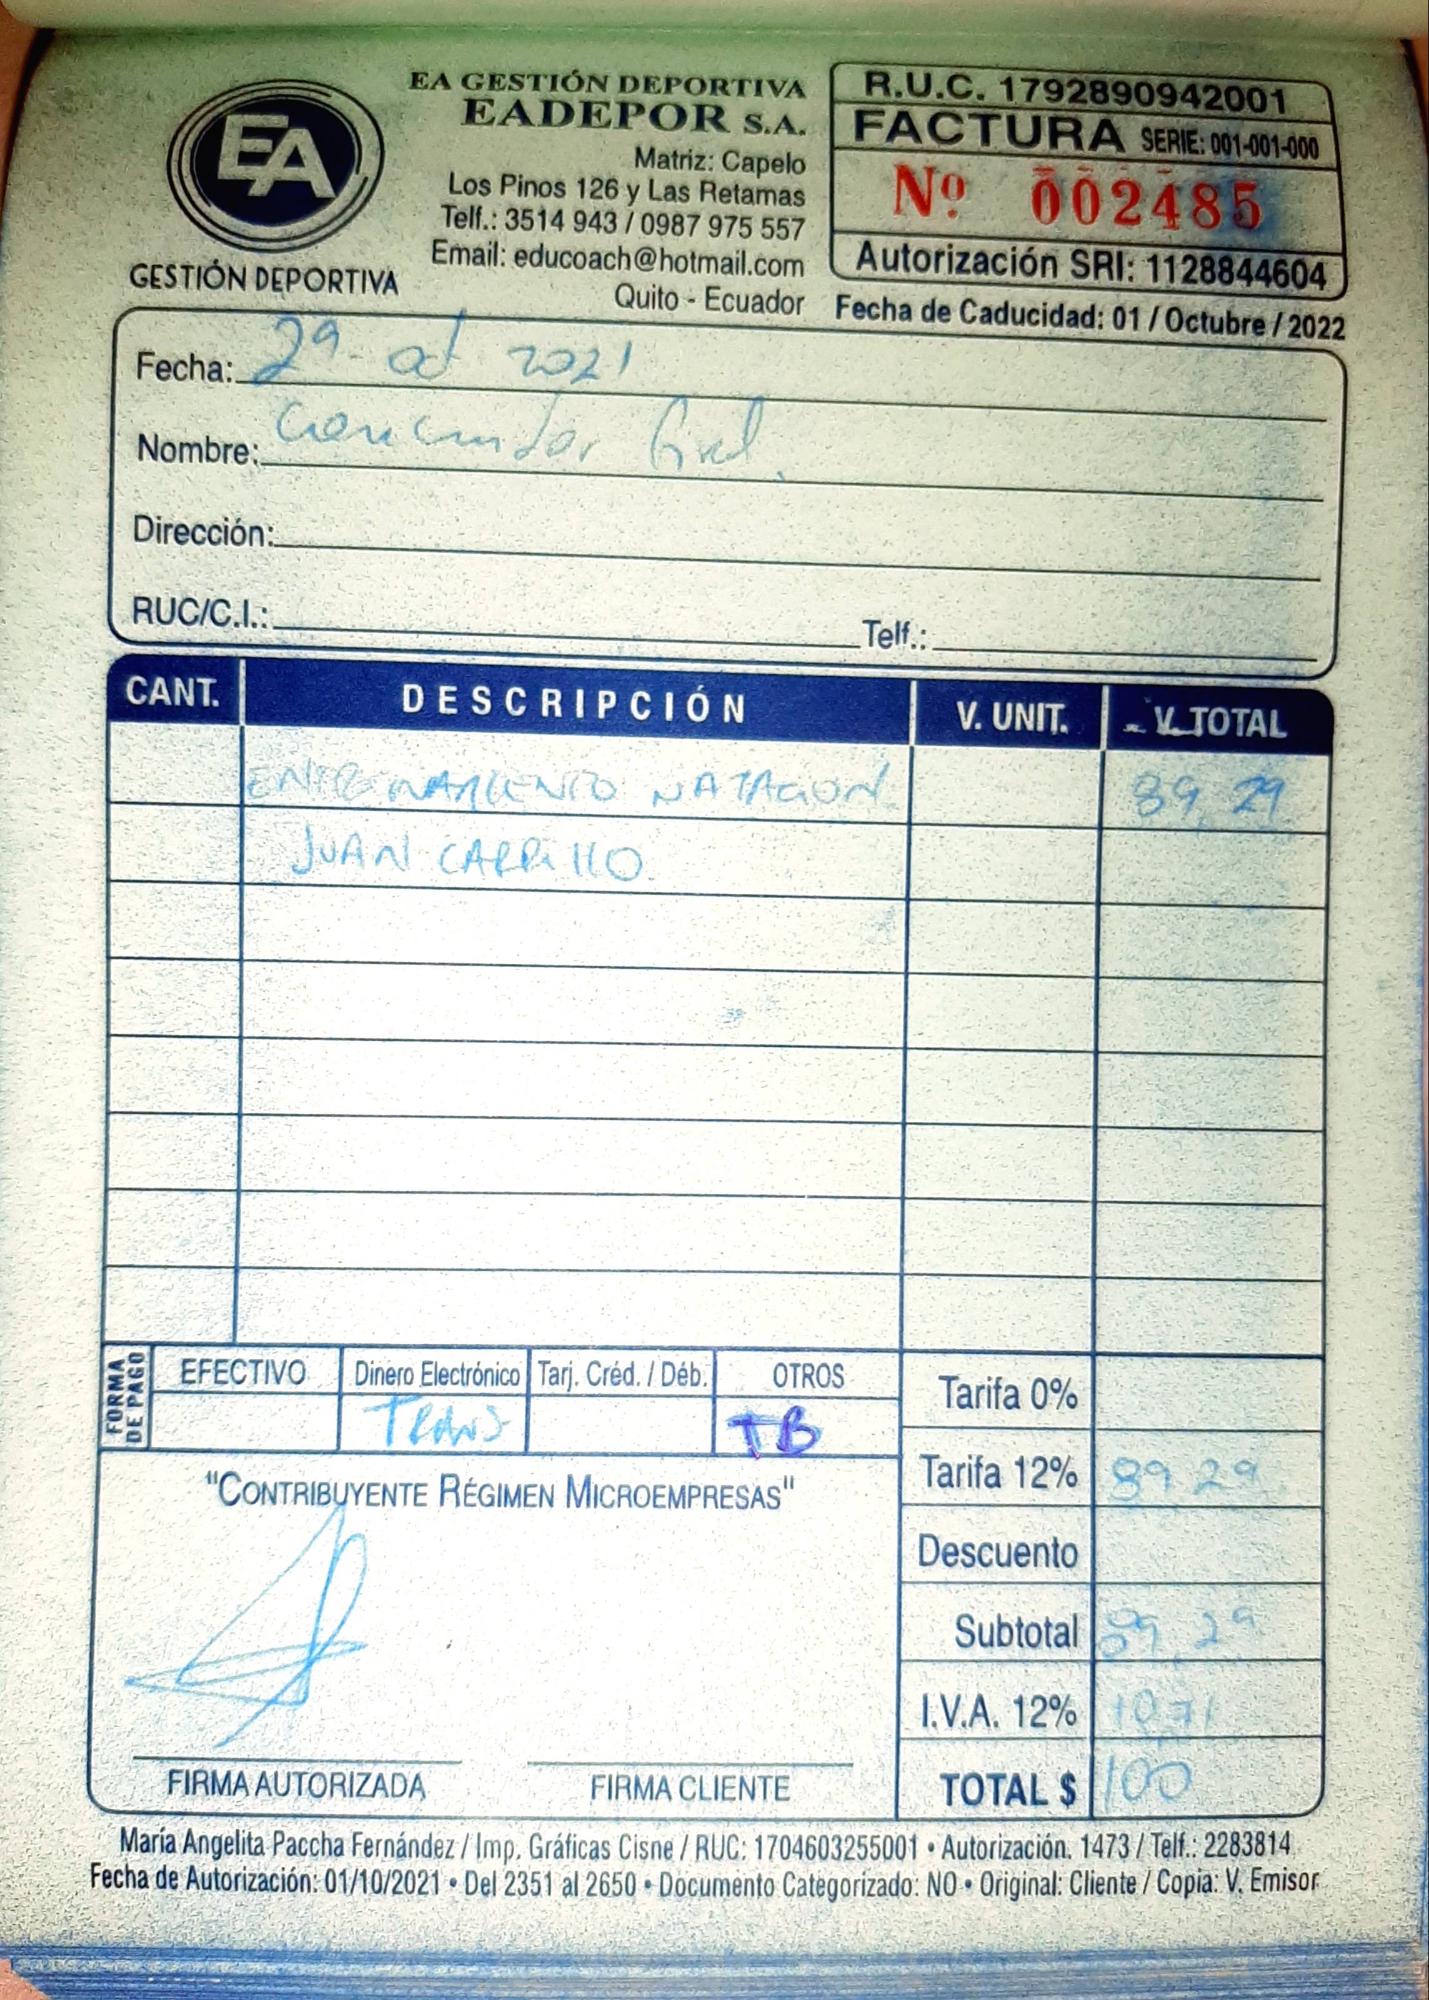 EA
GESTIÓN DEPORTIVA
EA GESTIÓN DEPORTIVA
EADEPOR S.A.
Matriz: Capelo
Los Pinos 126 y Las Retamas
Telf.: 3514 943 / 0987 975 557
Email: educoach@hotmail.com
Quito - Ecuador
R.U.C. 1792890942001
FACTURA SERIE: 001-001-000
Nº 002485
Autorización SRI: 1128844604
Fecha de Caducidad: 01 / Octubre / 2022
Fecha: 29 - oct 2021
Nombre: Consumidor final.
Dirección:
RUC/C.I.: Telf.:
CANT. DESCRIPCIÓN V. UNIT. V. TOTAL
ENTRENAMIENTO NATACION 89,29
JUAN CARRILLO.
FORMA DE PAGO
EFECTIVO Dinero Electrónico Tarj. Créd. / Déb. OTROS
TRANS TB
Tarifa 0%
Tarifa 12% 89,29
Descuento
Subtotal 89,29
I.V.A. 12% 10,71
TOTAL $ 100
"CONTRIBUYENTE RÉGIMEN MICROEMPRESAS"
FIRMA AUTORIZADA FIRMA CLIENTE
María Angelita Paccha Fernández / Imp. Gráficas Cisne / RUC: 1704603255001 • Autorización. 1473 / Telf.: 2283814
Fecha de Autorización: 01/10/2021 • Del 2351 al 2650 • Documento Categorizado: NO • Original: Cliente / Copia: V. Emisor